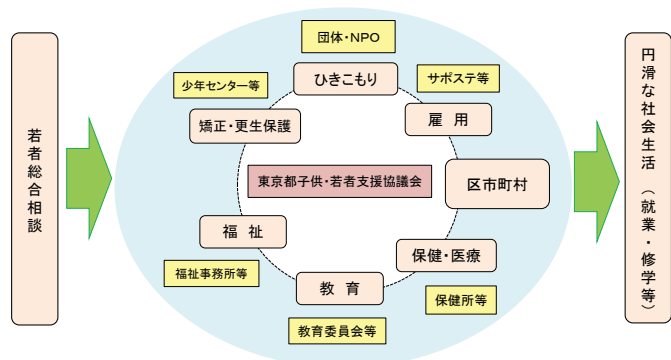 若者総合相談
団体・NPO
ひきこもり
少年センター等
サポステ等
矯正・更生保護
雇 用
東京都子供・若者支援協議会
区市町村
福 祉
保健・医療
福祉事務所等
教 育
保健所等
教育委員会等
円滑な社会生活 （就業・修学等）